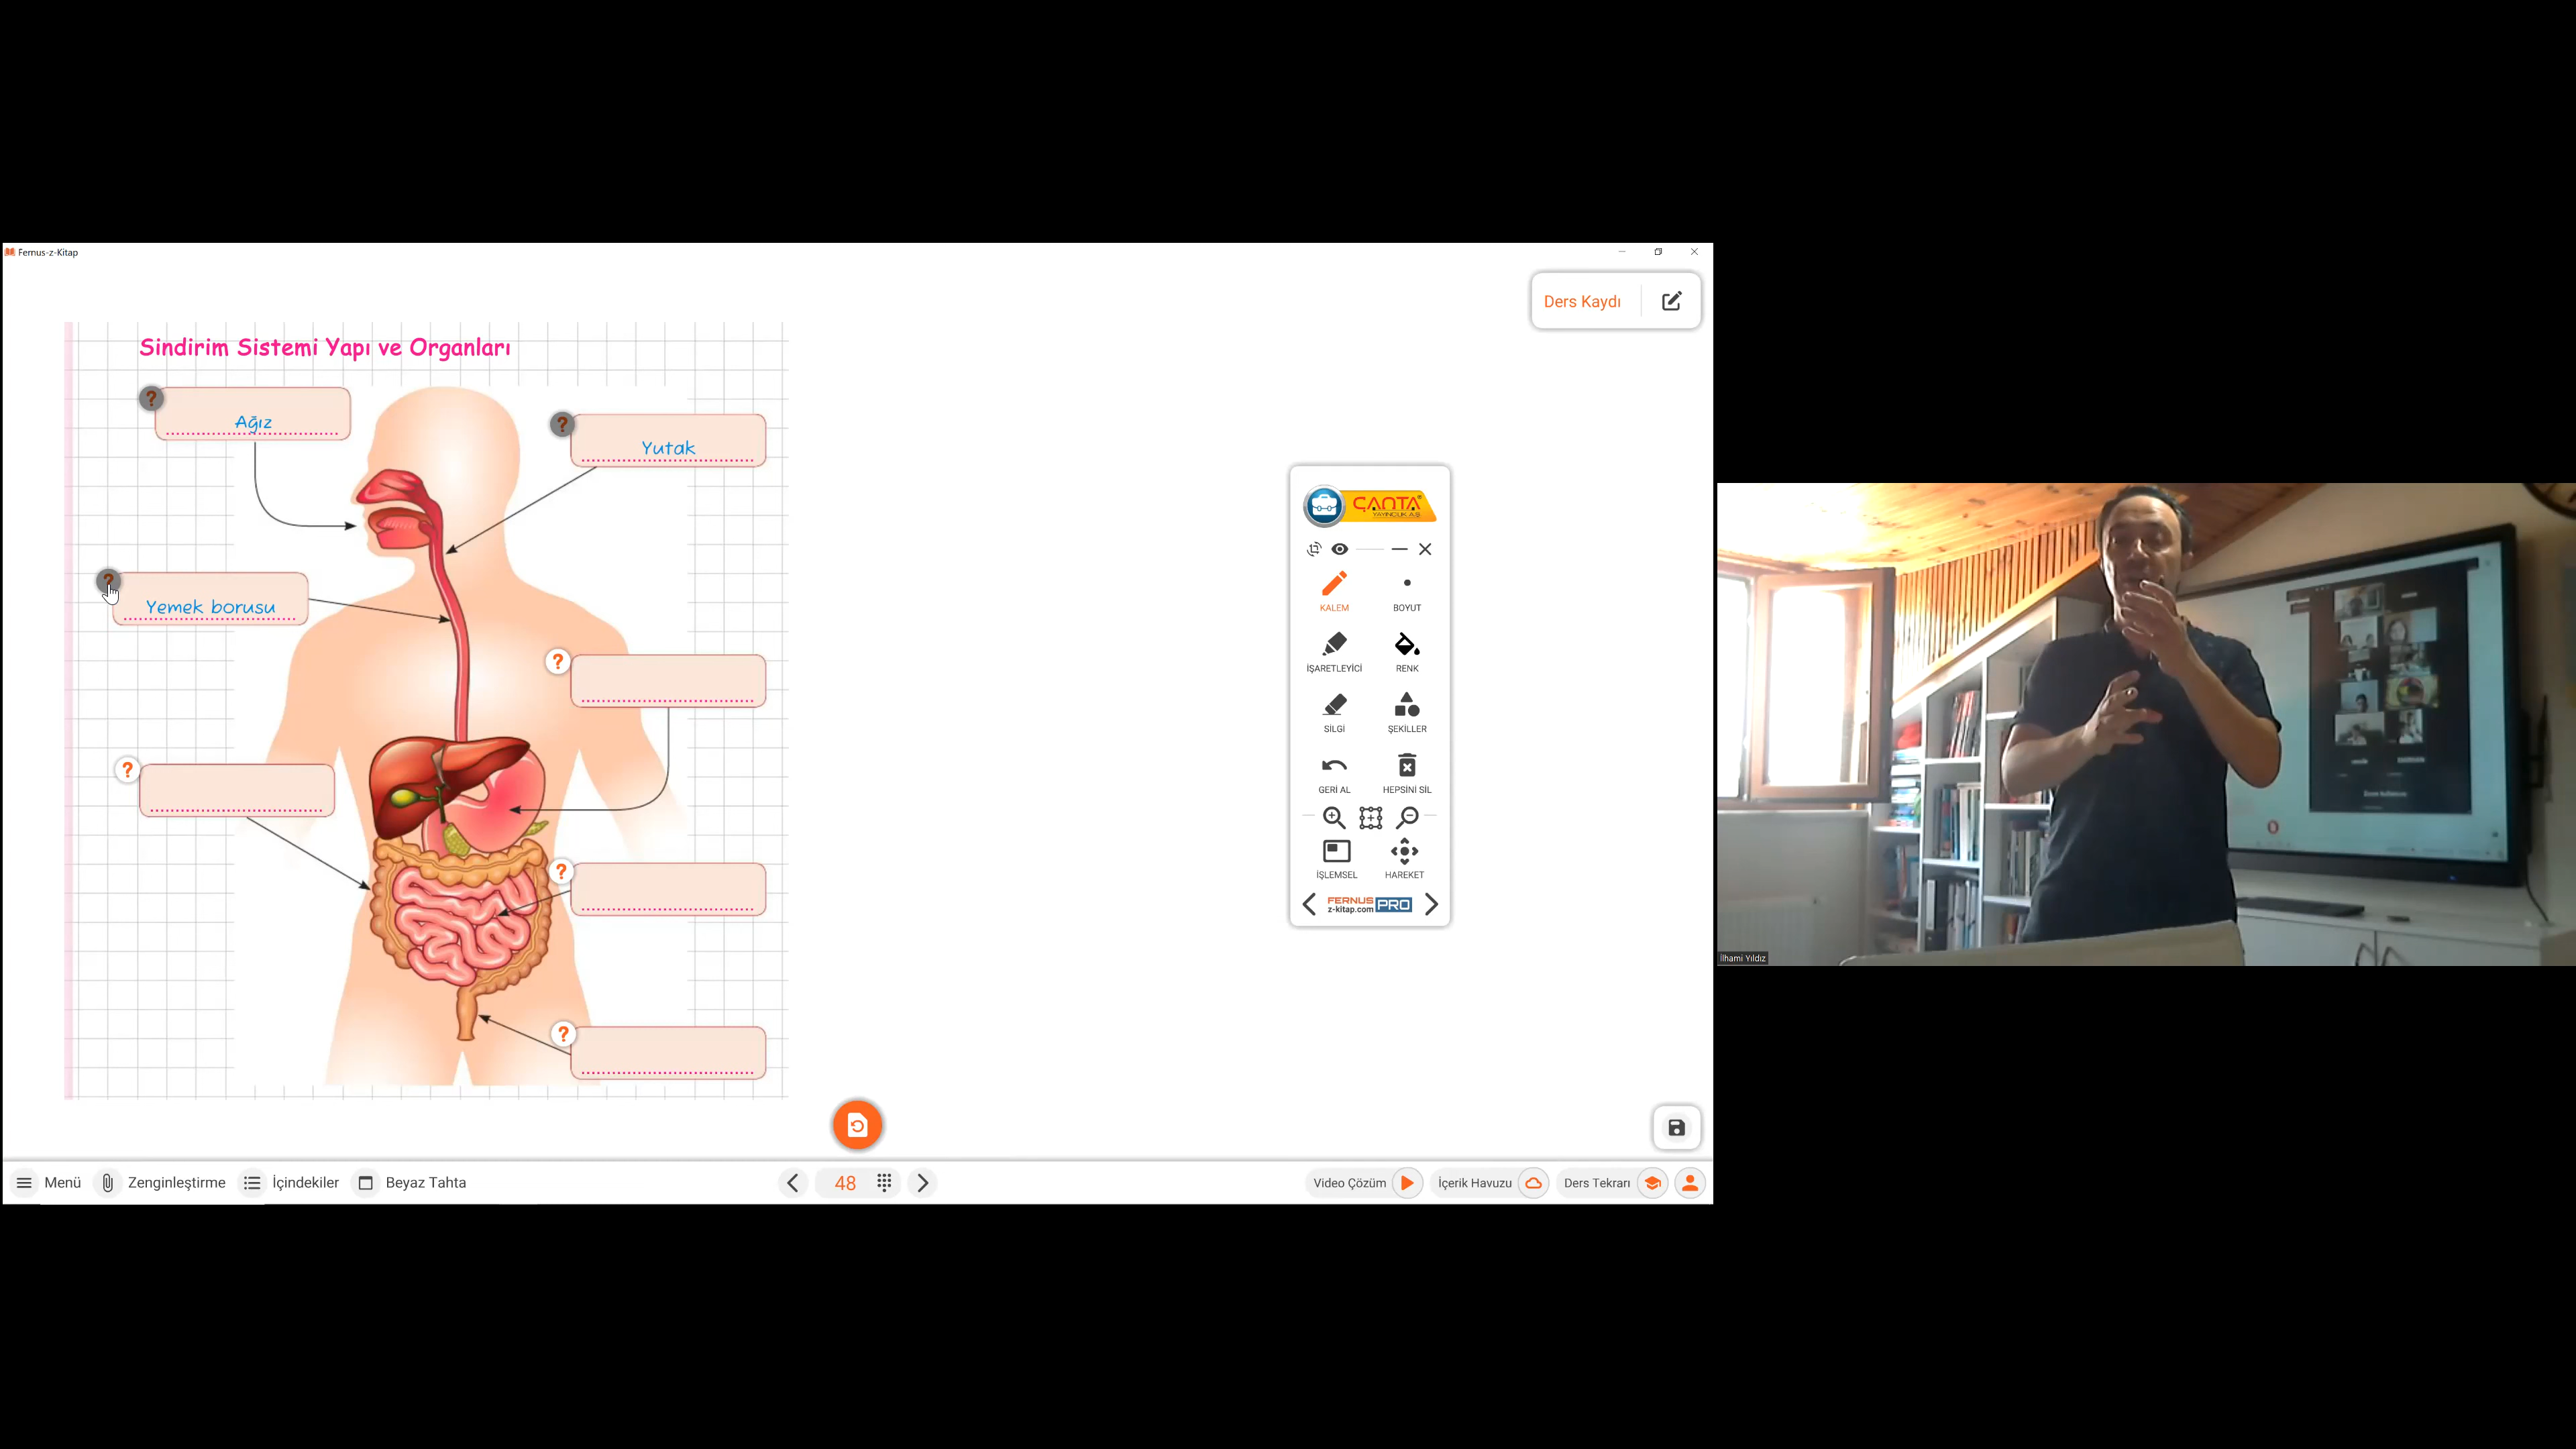 Fernus-z-Kitap
Ders Kaydı
Sindirim Sistemi Yapı ve Organları
Ağız
Yutak
Yemek borusu
ÇANTA
YAYINCILIK A.Ş.
KALEM
BOYUT
İŞARETLEYİCİ
RENK
SİLGİ
ŞEKİLLER
GERİ AL
HEPSİNİ SİL
İŞLEMSEL
HAREKET
FERNUS
z-kitap.com PRO
İlhami Yıldız
Menü
Zenginleştirme
İçindekiler
Beyaz Tahta
48
Video Çözüm
İçerik Havuzu
Ders Tekrarı